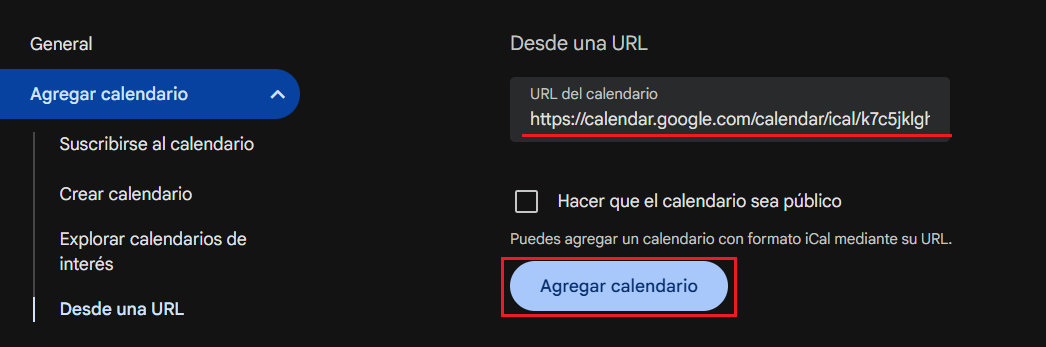 General
Agregar calendario
Suscribirse al calendario
Crear calendario
Explorar calendarios de
interés
Desde una URL
Desde una URL
URL del calendario
https://calendar.google.com/calendar/ical/k7c5jklgh
Hacer que el calendario sea público
Puedes agregar un calendario con formato iCal mediante su URL.
Agregar calendario